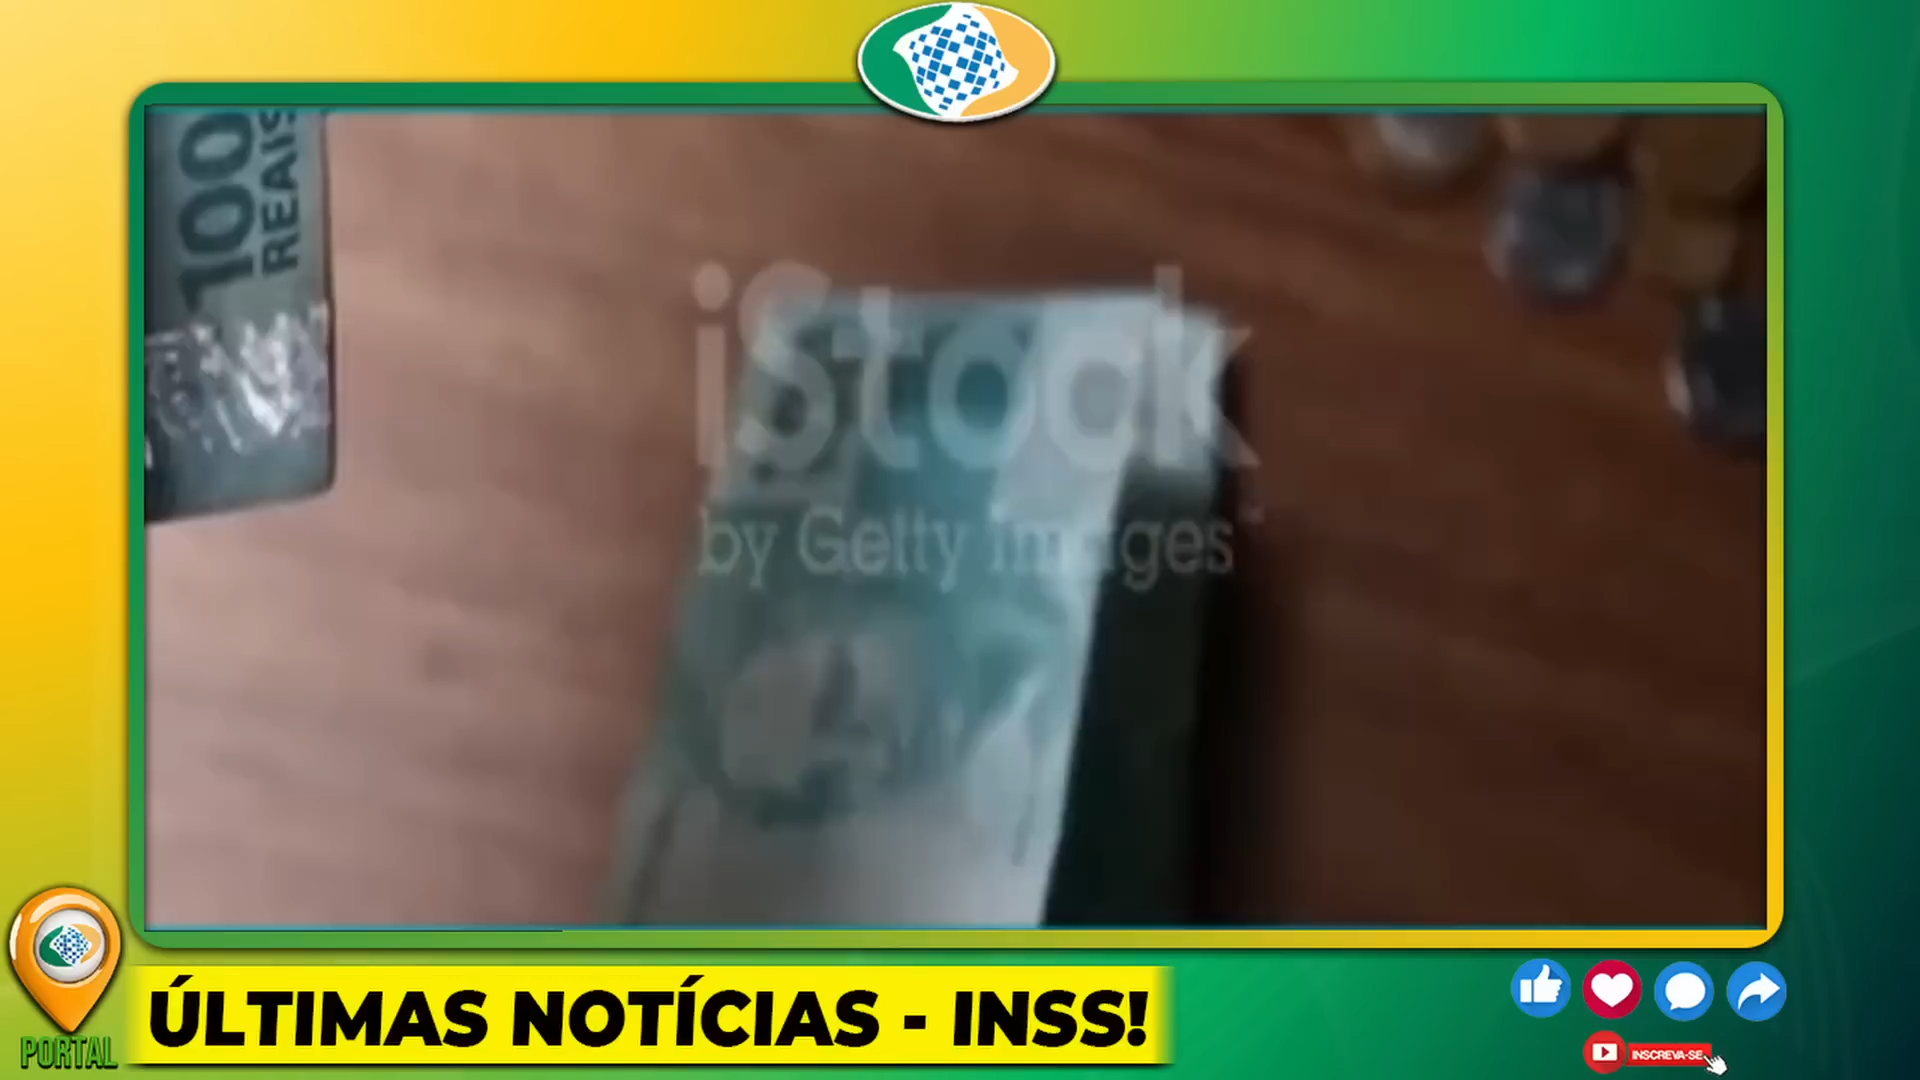 100
REAIS
iStock
by Getty Images
ÚLTIMAS NOTÍCIAS - INSS!
PORTAL
INSCREVA-SE